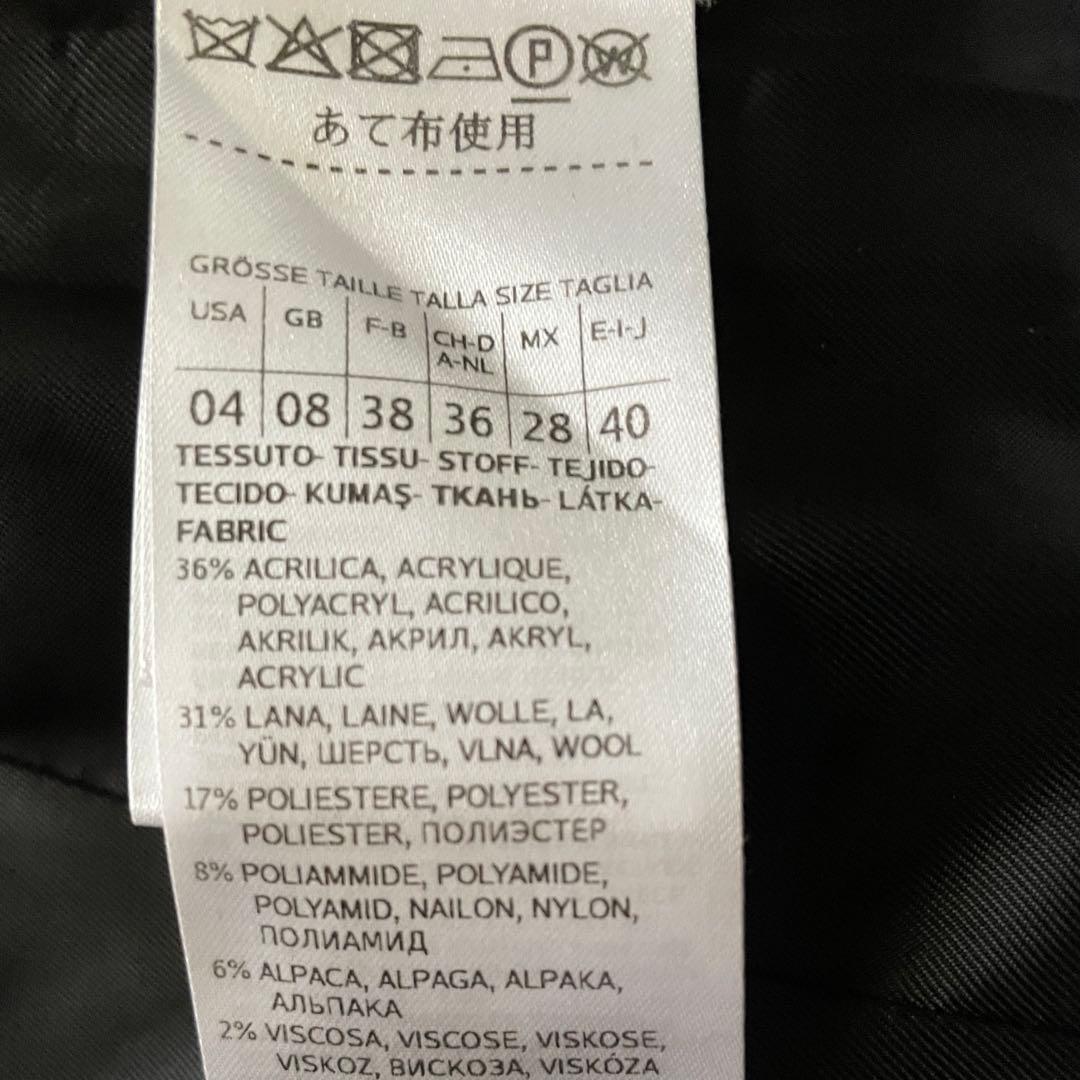 P W
あて布使用
GRÖSSE TAILLE TALLA SIZE TAGLIA
USA GB F-B CH-D A-NL MX E-I-J
04 08 38 36 28 40
TESSUTO- TISSU- STOFF- TEJIDO-
TECIDO- KUMAŞ- ТКАНЬ- LÁTKA-
FABRIC
36% ACRILICA, ACRYLIQUE,
POLYACRYL, ACRILICO,
AKRILIK, АКРИЛ, AKRYL,
ACRYLIC
31% LANA, LAINE, WOLLE, LA,
YÜN, ШЕРСТЬ, VLNA, WOOL
17% POLIESTERE, POLYESTER,
POLIESTER, ПОЛИЭСТЕР
8% POLIAMMIDE, POLYAMIDE,
POLYAMID, NAILON, NYLON,
ПОЛИАМИД
6% ALPACA, ALPAGA, ALPAKA,
АЛЬПАКА
2% VISCOSA, VISCOSE, VISKOSE,
VISKOZ, ВИСКОЗА, VISKÓZA